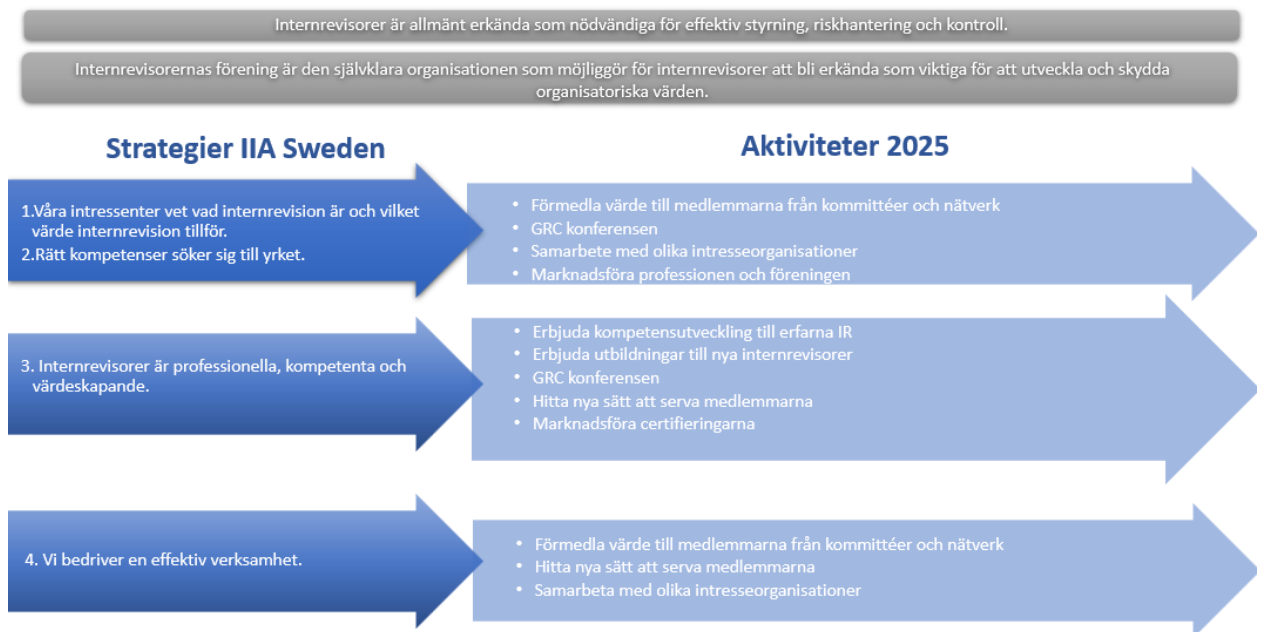 Internrevisorer är allmänt erkända som nödvändiga för effektiv styrning, riskhantering och kontroll.
Internrevisorernas förening är den självklara organisationen som möjliggör för internrevisorer att bli erkända som viktiga för att utveckla och skydda
organisatoriska värden.
Strategier IIA Sweden
Aktiviteter 2025
1.Våra intressenter vet vad internrevision är och vilket
värde internrevision tillför.
2.Rätt kompetenser söker sig till yrket.
• Förmedla värde till medlemmarna från kommittéer och nätverk
• GRC konferensen
• Samarbete med olika intresseorganisationer
• Marknadsföra professionen och föreningen
3. Internrevisorer är professionella, kompetenta och
värdeskapande.
• Erbjuda kompetensutveckling till erfarna IR
• Erbjuda utbildningar till nya internrevisorer
• GRC konferensen
• Hitta nya sätt att serva medlemmarna
• Marknadsföra certifieringarna
4. Vi bedriver en effektiv verksamhet.
• Förmedla värde till medlemmarna från kommittéer och nätverk
• Hitta nya sätt att serva medlemmarna
• Samarbeta med olika intresseorganisationer